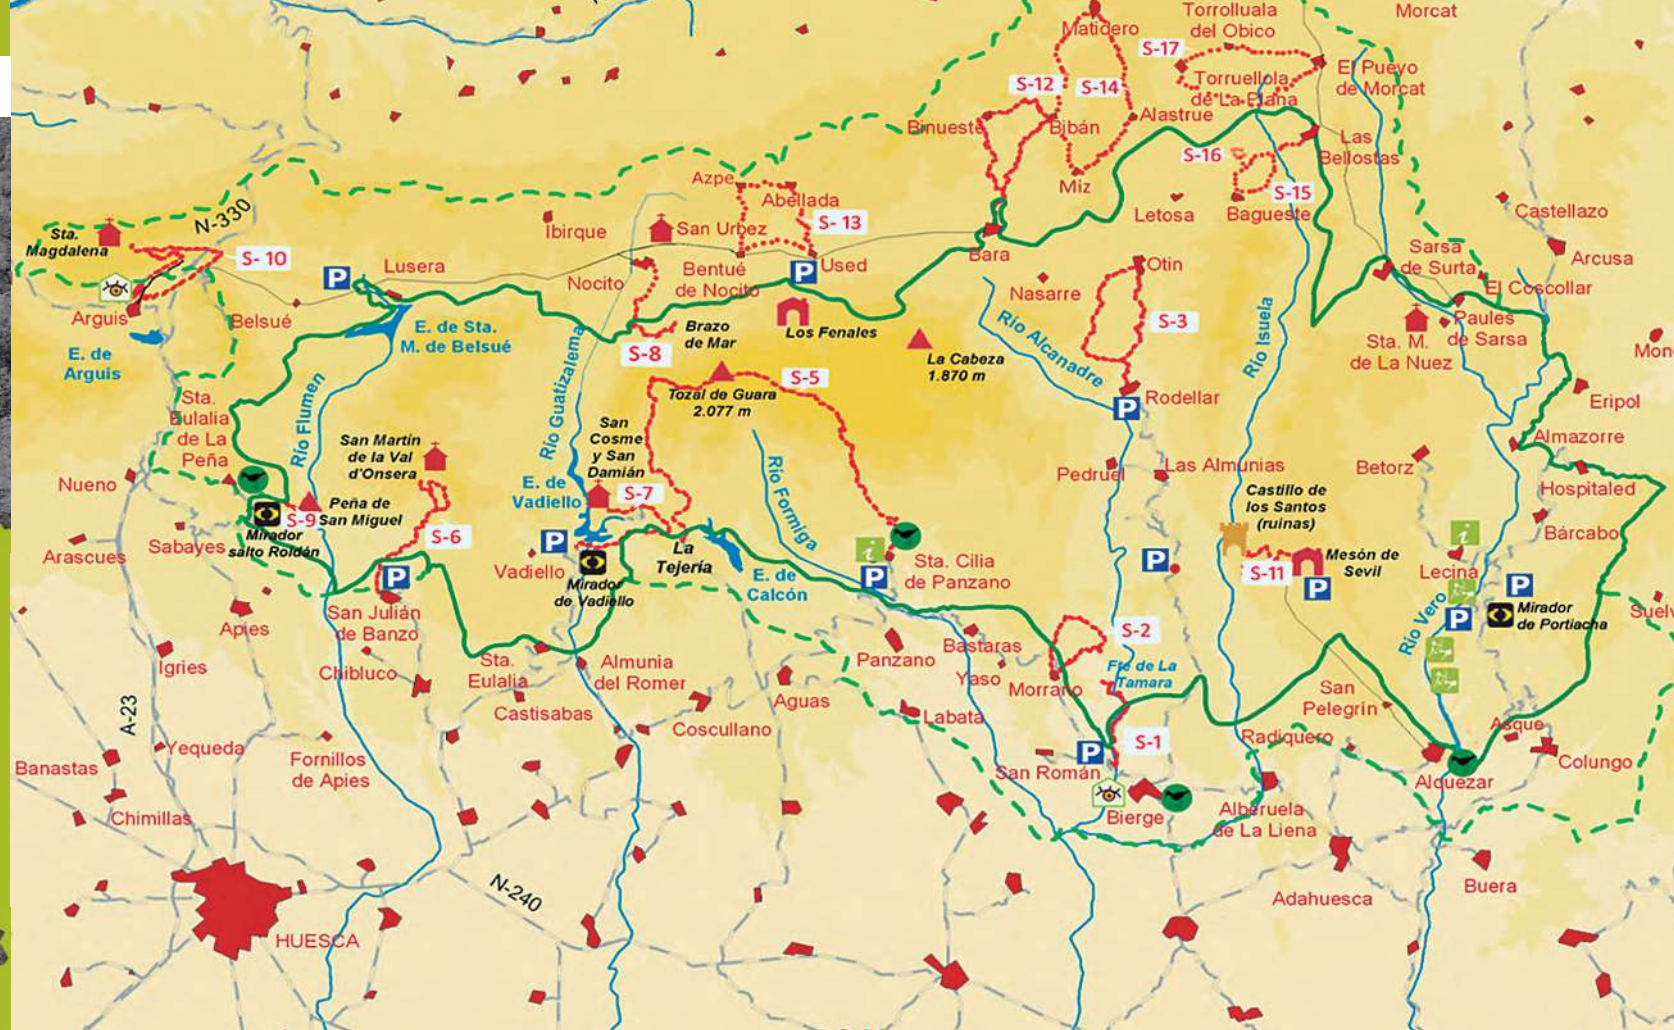 Morcat
Torrolluala
del Obico
Matidero
S-17
El Pueyo
de Morcat
Torruellola
de La Plana
S-12
S-14
Alastrue
Binueste
Bibán
Las
Bellostas
S-16
Miz
S-15
Bagueste
Letosa
Castellazo
Azpe
Abellada
S- 13
N-330
Sta.
Magdalena
Ibirque
San Urbez
Sarsa
de Surta
Arcusa
S- 10
Lusera
P
Bara
Otin
Nocito
Bentué
de Nocito
P
Used
Nasarre
El Coscollar
Arguis
Belsué
E. de Sta.
M. de Belsué
Brazo
de Mar
Los Fenales
Río Alcanadre
S-3
Río Isuela
Paules
de Sarsa
Sta. M.
de La Nuez
E. de
Arguis
S-8
La Cabeza
1.870 m
Río Guatizalema
Tozal de Guara
2.077 m
S-5
Rodellar
P
Eripol
Sta.
Eulalia
de La
Peña
Río Flumen
San Martín
de la Val
d'Onsera
San
Cosme
y San
Damián
Almazorre
Nueno
Río Formiga
Pedruel
Las Almunias
Betorz
Hospitaled
E. de
Vadiello
S-7
Castillo de
los Santos
(ruinas)
Peña de
San Miguel
S-9
Mirador
salto Roldán
Sabayes
Arascues
S-6
P
Bárcabo
La
Tejería
i
i
Mesón de
Sevil
Vadiello
Mirador
de Vadiello
Sta. Cilia
de Panzano
P
P
S-11
P
Lecina
P
P
E. de
Calcón
P
Mirador
de Portiacha
San Julián
de Banzo
Apies
Río Vero
S-2
Bastaras
Igries
Chibluco
Sta.
Eulalia
Almunia
del Romer
Panzano
Yaso
Morrano
Fte de La
Tamara
San
Pelegrín
A-23
Castisabas
Aguas
Labata
Coscullano
Asque
Yequeda
Radiquero
S-1
P
Banastas
Fornillos
de Apies
San Román
Alquezar
Colungo
Chimillas
Bierge
Alberuela
de La Liena
N-240
Buera
Adahuesca
HUESCA